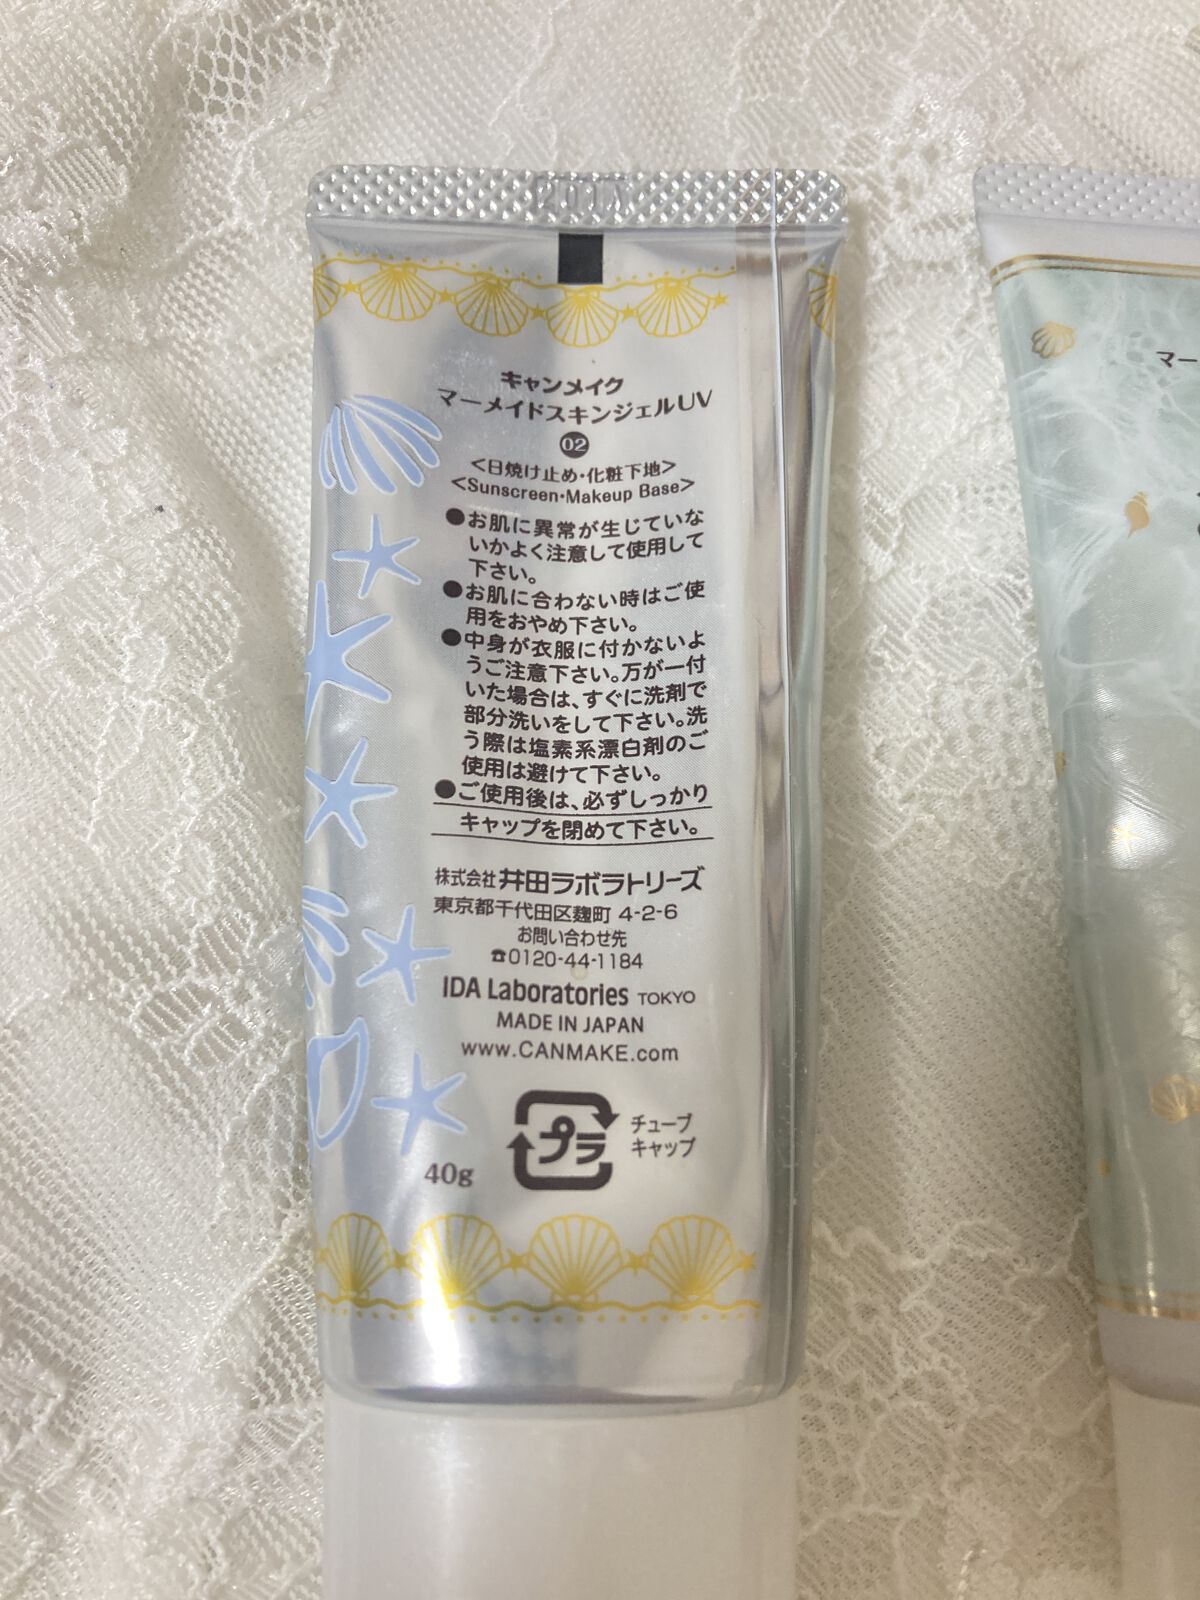 キャンメイク
マーメイドスキンジェルUV
02
<日焼け止め・化粧下地>
<Sunscreen・Makeup Base>
●お肌に異常が生じていな
いかよく注意して使用して
下さい。
●お肌に合わない時はご使
用をおやめ下さい。
●中身が衣服に付かないよ
うご注意下さい。万が一付
いた場合は、すぐに洗剤で
部分洗いをして下さい。洗
う際は塩素系漂白剤のご
使用は避けて下さい。
●ご使用後は、必ずしっかり
キャップを閉めて下さい。
株式会社 井田ラボラトリーズ
東京都千代田区麹町 4-2-6
お問い合わせ先
☎0120-44-1184
IDA Laboratories TOKYO
MADE IN JAPAN
www.CANMAKE.com
プラ
チューブ
キャップ
40g
マー